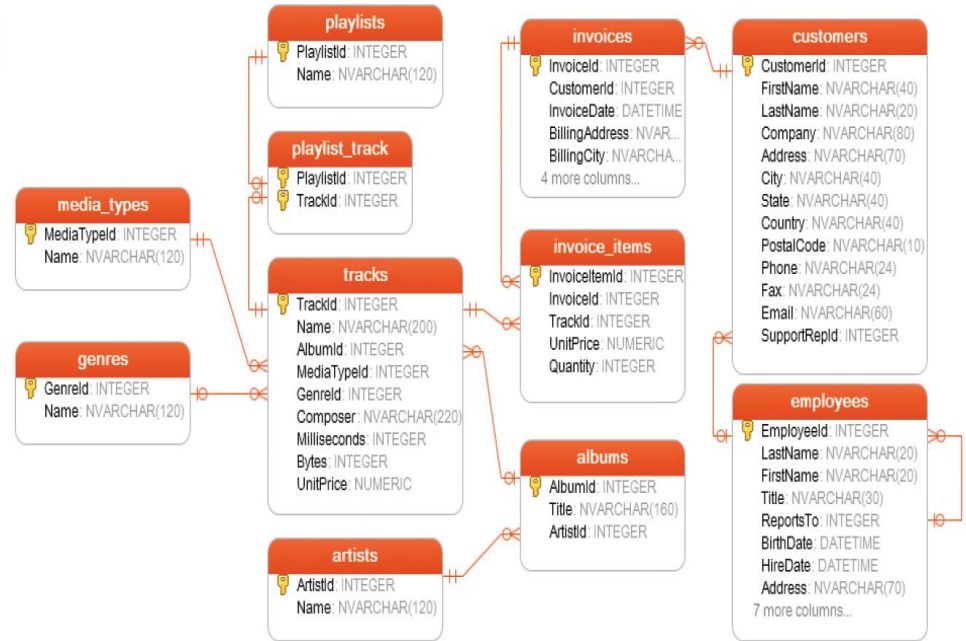 playlists
PlaylistId: INTEGER
Name: NVARCHAR(120)
playlist_track
PlaylistId: INTEGER
TrackId: INTEGER
media_types
MediaTypeId: INTEGER
Name: NVARCHAR(120)
genres
GenreId: INTEGER
Name: NVARCHAR(120)
tracks
TrackId: INTEGER
Name: NVARCHAR(200)
AlbumId: INTEGER
MediaTypeId: INTEGER
GenreId: INTEGER
Composer: NVARCHAR(220)
Milliseconds: INTEGER
Bytes: INTEGER
UnitPrice: NUMERIC
artists
ArtistId: INTEGER
Name: NVARCHAR(120)
invoices
InvoiceId: INTEGER
CustomerId: INTEGER
InvoiceDate: DATETIME
BillingAddress: NVAR...
BillingCity: NVARCHA...
4 more columns...
invoice_items
InvoiceItemId: INTEGER
InvoiceId: INTEGER
TrackId: INTEGER
UnitPrice: NUMERIC
Quantity: INTEGER
albums
AlbumId: INTEGER
Title: NVARCHAR(160)
ArtistId: INTEGER
customers
CustomerId: INTEGER
FirstName: NVARCHAR(40)
LastName: NVARCHAR(20)
Company: NVARCHAR(80)
Address: NVARCHAR(70)
City: NVARCHAR(40)
State: NVARCHAR(40)
Country: NVARCHAR(40)
PostalCode: NVARCHAR(10)
Phone: NVARCHAR(24)
Fax: NVARCHAR(24)
Email: NVARCHAR(60)
SupportRepId: INTEGER
employees
EmployeeId: INTEGER
LastName: NVARCHAR(20)
FirstName: NVARCHAR(20)
Title: NVARCHAR(30)
ReportsTo: INTEGER
BirthDate: DATETIME
HireDate: DATETIME
Address: NVARCHAR(70)
7 more columns...